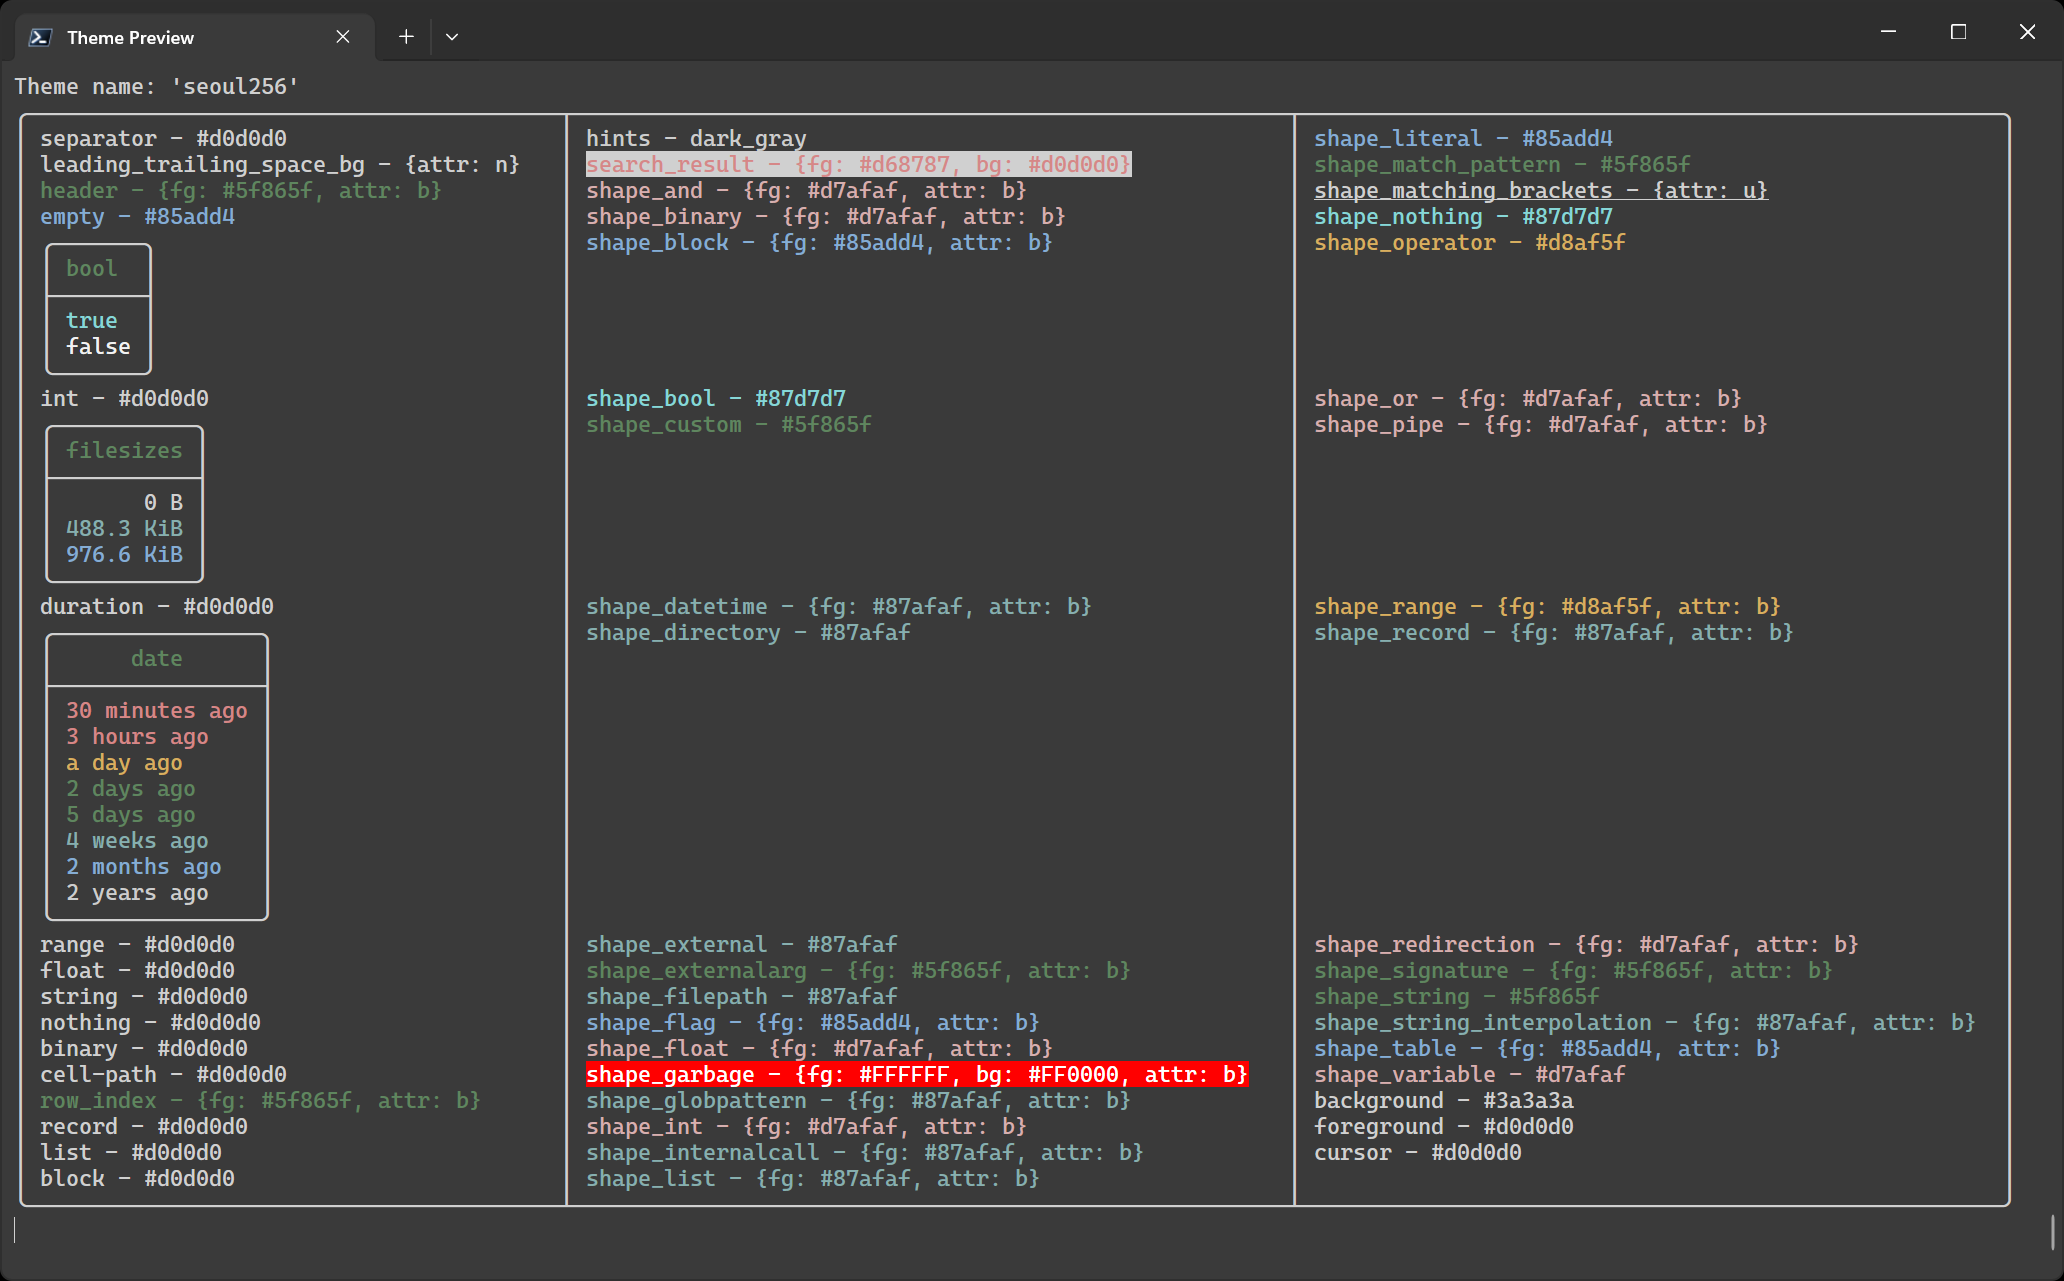 Theme Preview
Theme name: 'seoul256'
separator - #d0d0d0
leading_trailing_space_bg - {attr: n}
header - {fg: #5f865f, attr: b}
empty - #85add4
bool
true
false
int - #d0d0d0
filesizes
0 B
488.3 KiB
976.6 KiB
duration - #d0d0d0
date
30 minutes ago
3 hours ago
a day ago
2 days ago
5 days ago
4 weeks ago
2 months ago
2 years ago
range - #d0d0d0
float - #d0d0d0
string - #d0d0d0
nothing - #d0d0d0
binary - #d0d0d0
cell-path - #d0d0d0
row_index - {fg: #5f865f, attr: b}
record - #d0d0d0
list - #d0d0d0
block - #d0d0d0
hints - dark_gray
search_result - {fg: #d68787, bg: #d0d0d0}
shape_and - {fg: #d7afaf, attr: b}
shape_binary - {fg: #d7afaf, attr: b}
shape_block - {fg: #85add4, attr: b}
shape_bool - #87d7d7
shape_custom - #5f865f
shape_datetime - {fg: #87afaf, attr: b}
shape_directory - #87afaf
shape_external - #87afaf
shape_externalarg - {fg: #5f865f, attr: b}
shape_filepath - #87afaf
shape_flag - {fg: #85add4, attr: b}
shape_float - {fg: #d7afaf, attr: b}
shape_garbage - {fg: #FFFFFF, bg: #FF0000, attr: b}
shape_globpattern - {fg: #87afaf, attr: b}
shape_int - {fg: #d7afaf, attr: b}
shape_internalcall - {fg: #87afaf, attr: b}
shape_list - {fg: #87afaf, attr: b}
shape_literal - #85add4
shape_match_pattern - #5f865f
shape_matching_brackets - {attr: u}
shape_nothing - #87d7d7
shape_operator - #d8af5f
shape_or - {fg: #d7afaf, attr: b}
shape_pipe - {fg: #d7afaf, attr: b}
shape_range - {fg: #d8af5f, attr: b}
shape_record - {fg: #87afaf, attr: b}
shape_redirection - {fg: #d7afaf, attr: b}
shape_signature - {fg: #5f865f, attr: b}
shape_string - #5f865f
shape_string_interpolation - {fg: #87afaf, attr: b}
shape_table - {fg: #85add4, attr: b}
shape_variable - #d7afaf
background - #3a3a3a
foreground - #d0d0d0
cursor - #d0d0d0